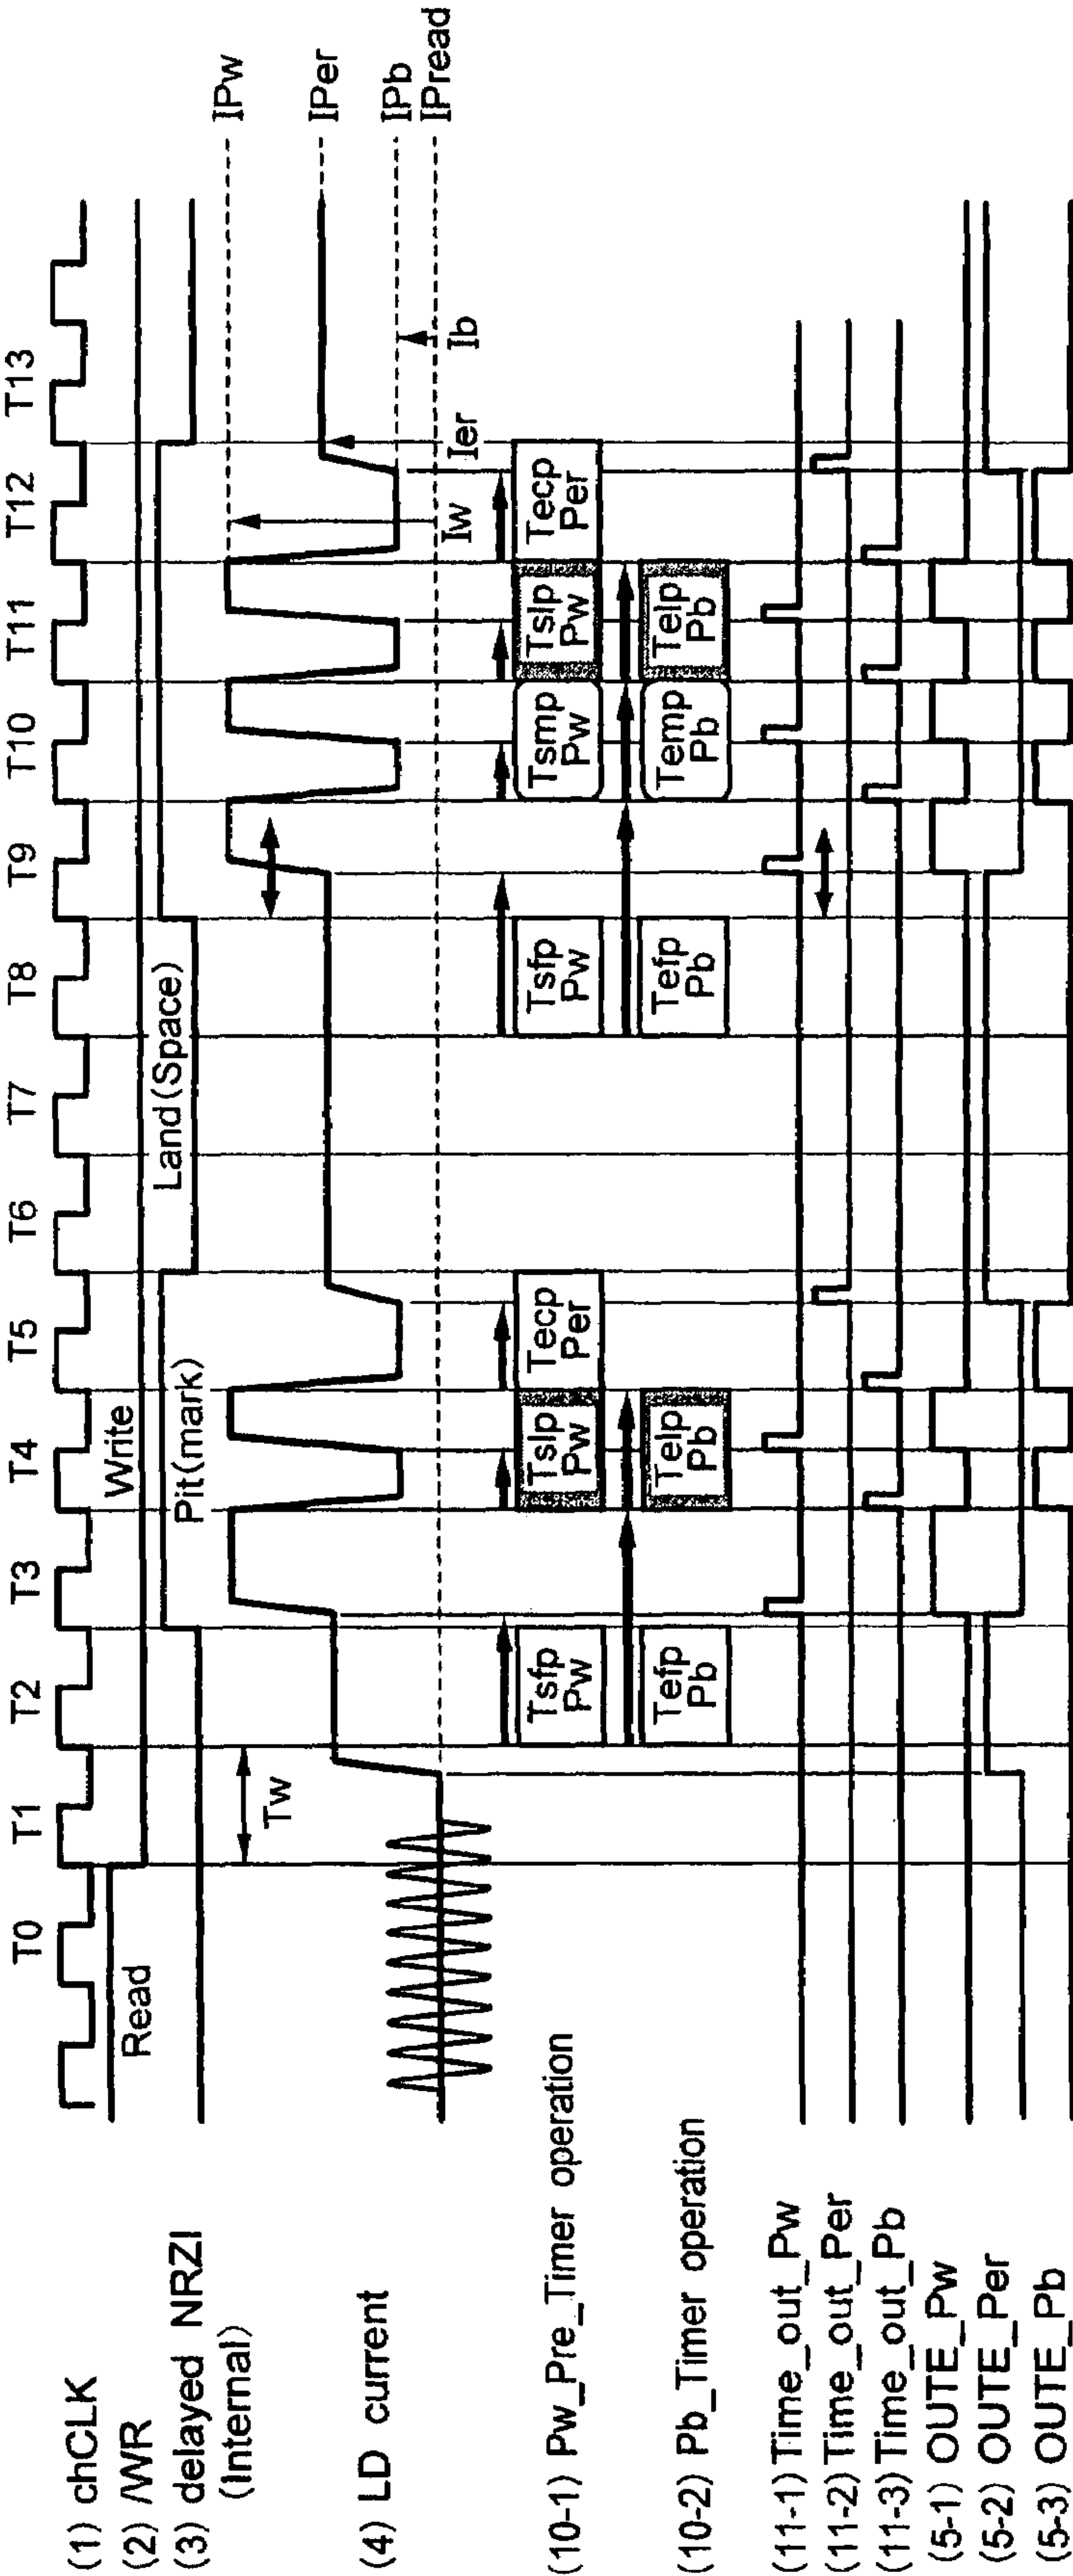 T0 T1 T2 T3 T4 T5 T6 T7 T8 T9 T10 T11 T12 T13
(1) chCLK
(2) /WR
Read
Write
(3) delayed NRZI
(Internal)
Pit(mark)
Land(Space)
Tw
(4) LD current
IPw
IPer
IPb
IPread
Iw
Ier
Ib
(10-1) Pw_Pre_Timer operation
Tsfp
Pw
Tslp
Pw
Tecp
Per
Tsfp
Pw
Tsmp
Pw
Tslp
Pw
Tecp
Per
(10-2) Pb_Timer operation
Tefp
Pb
Telp
Pb
Tefp
Pb
Temp
Pb
Telp
Pb
(11-1) Time_out_Pw
(11-2) Time_out_Per
(11-3) Time_out_Pb
(5-1) OUTE_Pw
(5-2) OUTE_Per
(5-3) OUTE_Pb